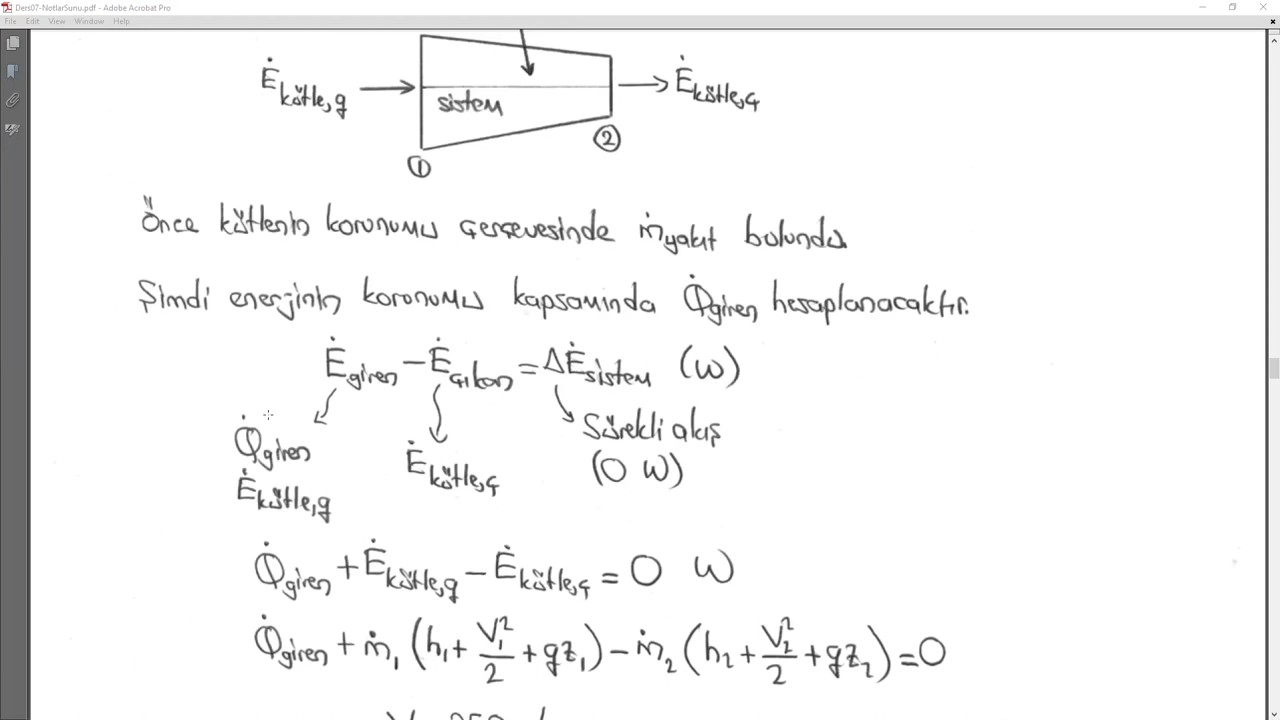 Ders07-NotlarSunu.pdf - Adobe Acrobat Pro
File Edit View Window Help
Ėkütle,g → sistem → Ėkütle,ç
① ②
Önce kütlenin korunumu çerçevesinde ṁyakıt bulundu
Şimdi enerjinin korunumu kapsamında Q̇giren hesaplanacaktır.
Ėgiren − Ėçıkan = ΔĖsistem (W)
Q̇giren Ėkütle,ç Sürekli akış
Ėkütle,g (0 W)
Q̇giren + Ėkütle,g − Ėkütle,ç = 0 W
Q̇giren + ṁ₁ (h₁ + V₁²/2 + gz₁) − ṁ₂ (h₂ + V₂²/2 + gz₂) = 0